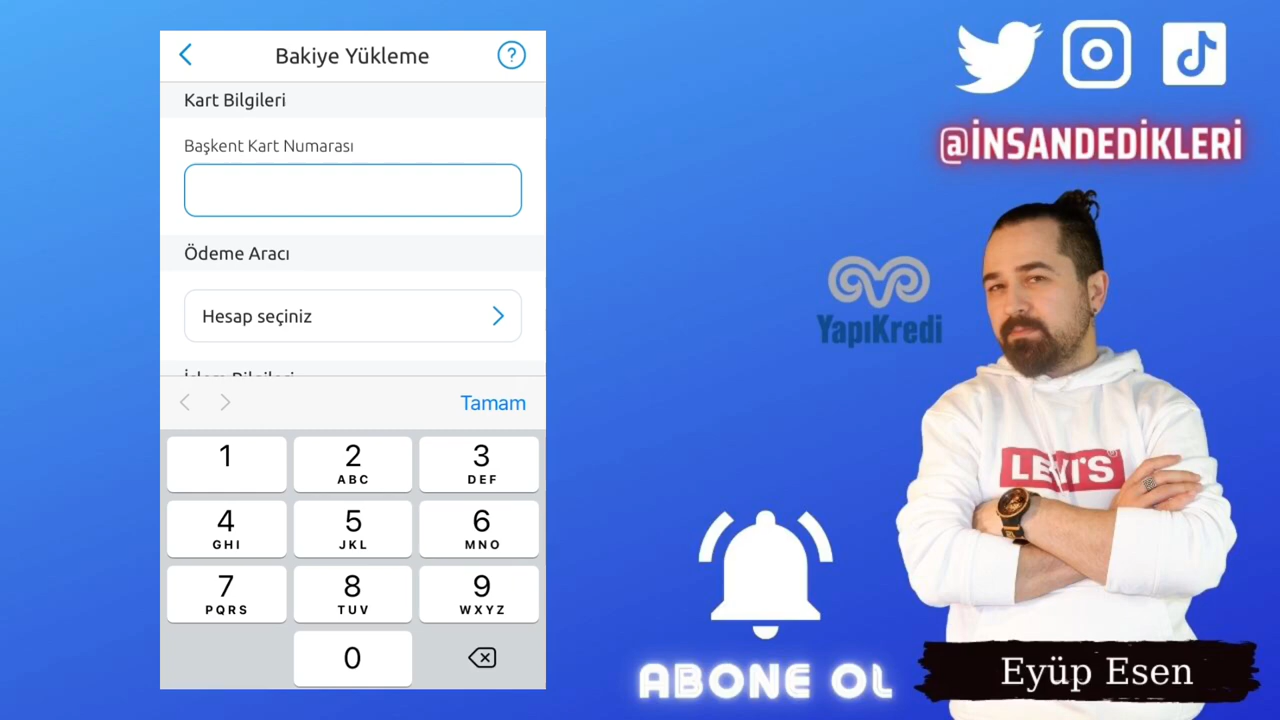 Bakiye Yükleme
?
Kart Bilgileri
Başkent Kart Numarası
Ödeme Aracı
Hesap seçiniz
İşlem Bilgileri
Tamam
1
2
ABC
3
DEF
4
GHI
5
JKL
6
MNO
7
PQRS
8
TUV
9
WXYZ
0
@İNSANDEDİKLERİ
YapıKredi
LEVI'S
ABONE OL
Eyüp Esen